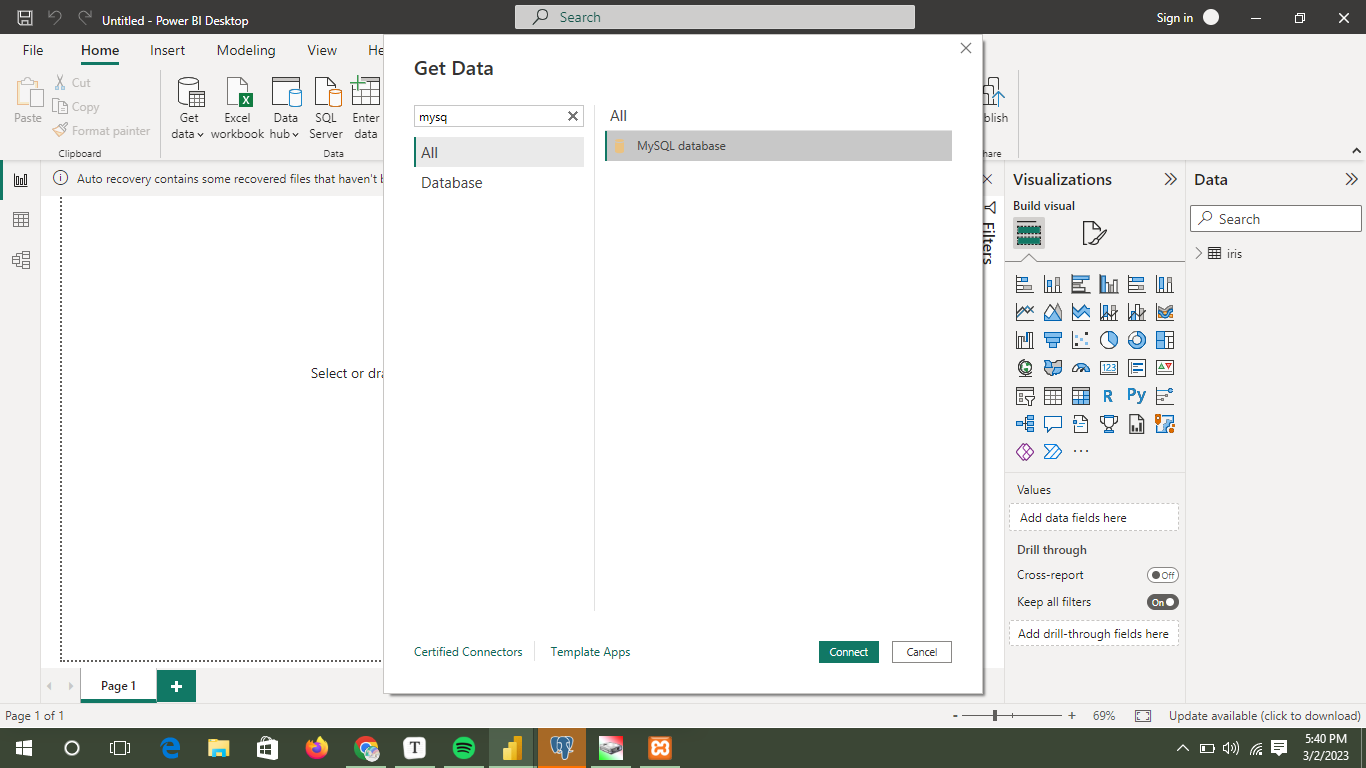 Untitled - Power BI Desktop
Search
Sign in
File
Home
Insert
Modeling
View
He
Paste
Cut
Copy
Format painter
Clipboard
Get data
Excel workbook
Data hub
SQL Server
Enter data
Data
blish
hare
Auto recovery contains some recovered files that haven't b
Select or dra
Get Data
mysq
All
Database
All
MySQL database
Certified Connectors
Template Apps
Connect
Cancel
Filters
Visualizations
Build visual
123
R
Py
Values
Add data fields here
Drill through
Cross-report
Off
Keep all filters
On
Add drill-through fields here
Data
Search
iris
Page 1
Page 1 of 1
-
+
69%
Update available (click to download)
T
5:40 PM
3/2/2023